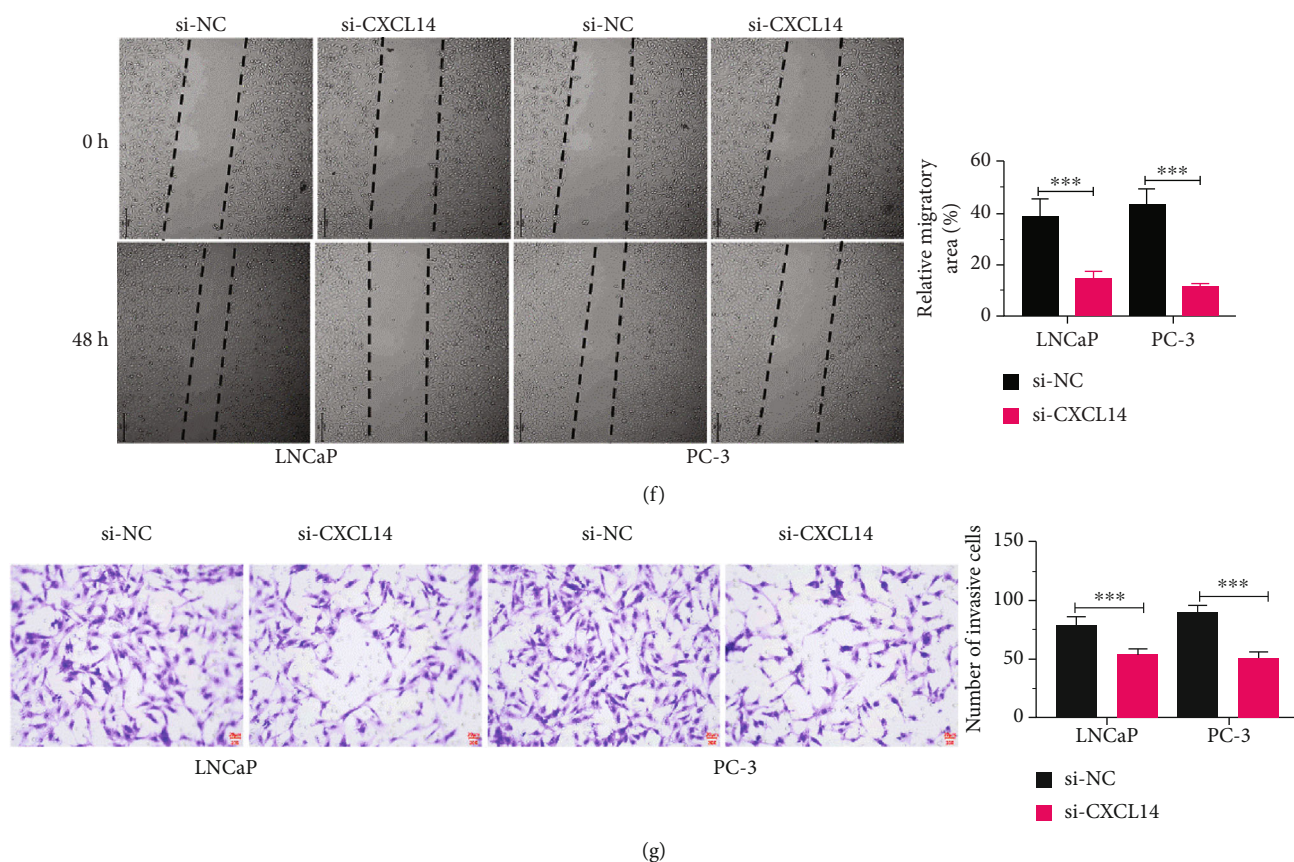 si-NC si-CXCL14 si-NC si-CXCL14
0 h
48 h
LNCaP PC-3
Relative migratory
area (%)
60
40
20
0
*** ***
LNCaP PC-3
si-NC
si-CXCL14
(f)
si-NC si-CXCL14 si-NC si-CXCL14
LNCaP PC-3
Number of invasive cells
150
100
50
0
*** ***
LNCaP PC-3
si-NC
si-CXCL14
(g)